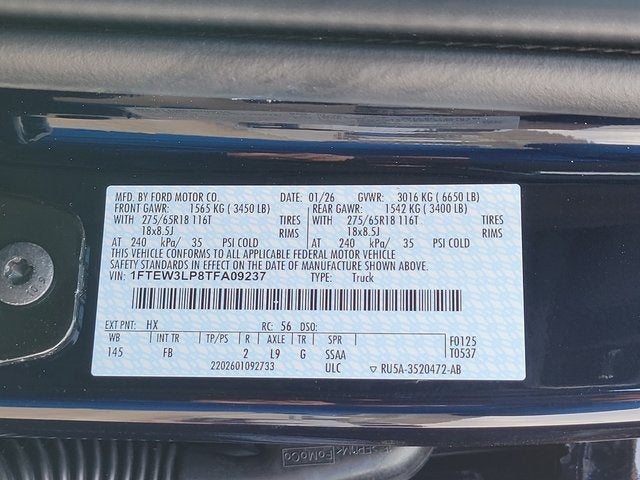 MFD. BY FORD MOTOR CO. DATE: 01/26 GVWR: 3016 KG ( 6650 LB)
FRONT GAWR: 1565 KG ( 3450 LB) REAR GAWR: 1542 KG ( 3400 LB)
WITH 275/65R18 116T TIRES WITH 275/65R18 116T TIRES
18x8.5J RIMS 18x8.5J RIMS
AT 240 kPa/ 35 PSI COLD AT 240 kPa/ 35 PSI COLD
THIS VEHICLE CONFORMS TO ALL APPLICABLE FEDERAL MOTOR VEHICLE
SAFETY STANDARDS IN EFFECT ON THE DATE OF MANUFACTURE SHOWN ABOVE.
VIN: 1FTEW3LP8TFA09237 TYPE: Truck
EXT PNT: HX RC: 56 DSO:
WB INT TR TP/PS R AXLE TR SPR F0125
145 FB 2 L9 G SSAA T0537
2202601092733 ULC ▽ RU5A-3520472-AB
FoMoCo